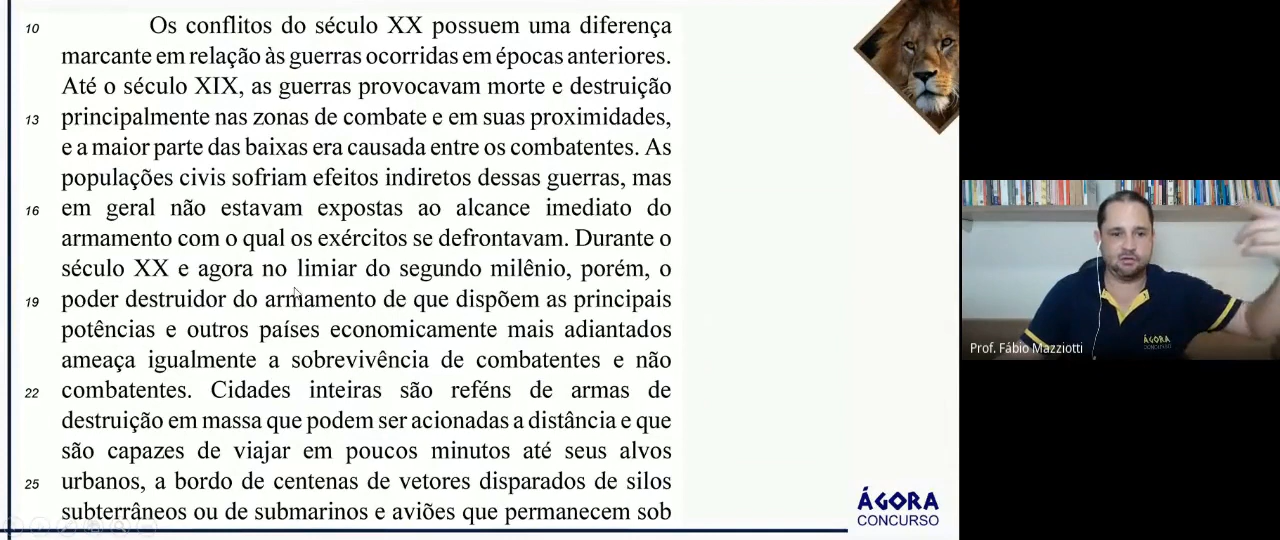 10 Os conflitos do século XX possuem uma diferença
marcante em relação às guerras ocorridas em épocas anteriores.
Até o século XIX, as guerras provocavam morte e destruição
13 principalmente nas zonas de combate e em suas proximidades,
e a maior parte das baixas era causada entre os combatentes. As
populações civis sofriam efeitos indiretos dessas guerras, mas
16 em geral não estavam expostas ao alcance imediato do
armamento com o qual os exércitos se defrontavam. Durante o
século XX e agora no limiar do segundo milênio, porém, o
19 poder destruidor do armamento de que dispõem as principais
potências e outros países economicamente mais adiantados
ameaça igualmente a sobrevivência de combatentes e não
22 combatentes. Cidades inteiras são reféns de armas de
destruição em massa que podem ser acionadas a distância e que
são capazes de viajar em poucos minutos até seus alvos
25 urbanos, a bordo de centenas de vetores disparados de silos
subterrâneos ou de submarinos e aviões que permanecem sob
ÁGORA
CONCURSO
ÁGORA
Prof. Fábio Mazziotti